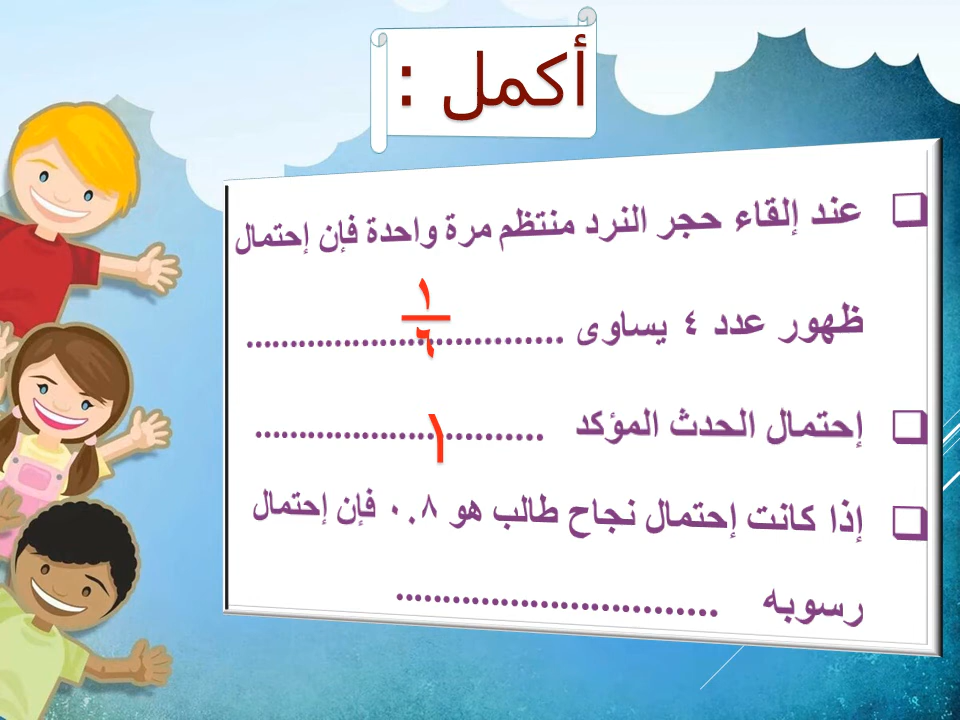 أكمل :
عند إلقاء حجر النرد منتظم مرة واحدة فإن إحتمال
ظهور عدد ٤ يساوى ................................. ١/٦
إحتمال الحدث المؤكد .............................. ١
إذا كانت إحتمال نجاح طالب هو ٠.٨ فإن إحتمال
رسوبه ...............................